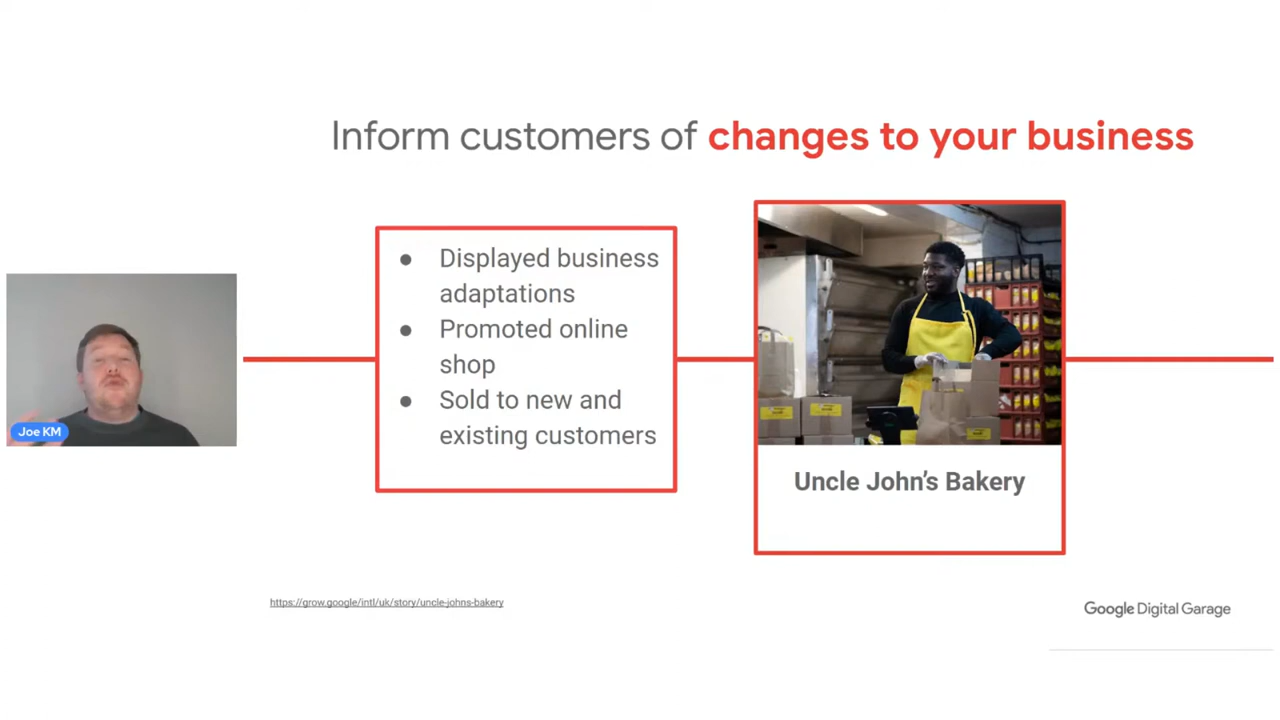 Inform customers of changes to your business
Displayed business
adaptations
Promoted online
shop
Sold to new and
existing customers
Joe KM
Uncle John's Bakery
https://grow.google/intl/uk/story/uncle-johns-bakery
Google Digital Garage